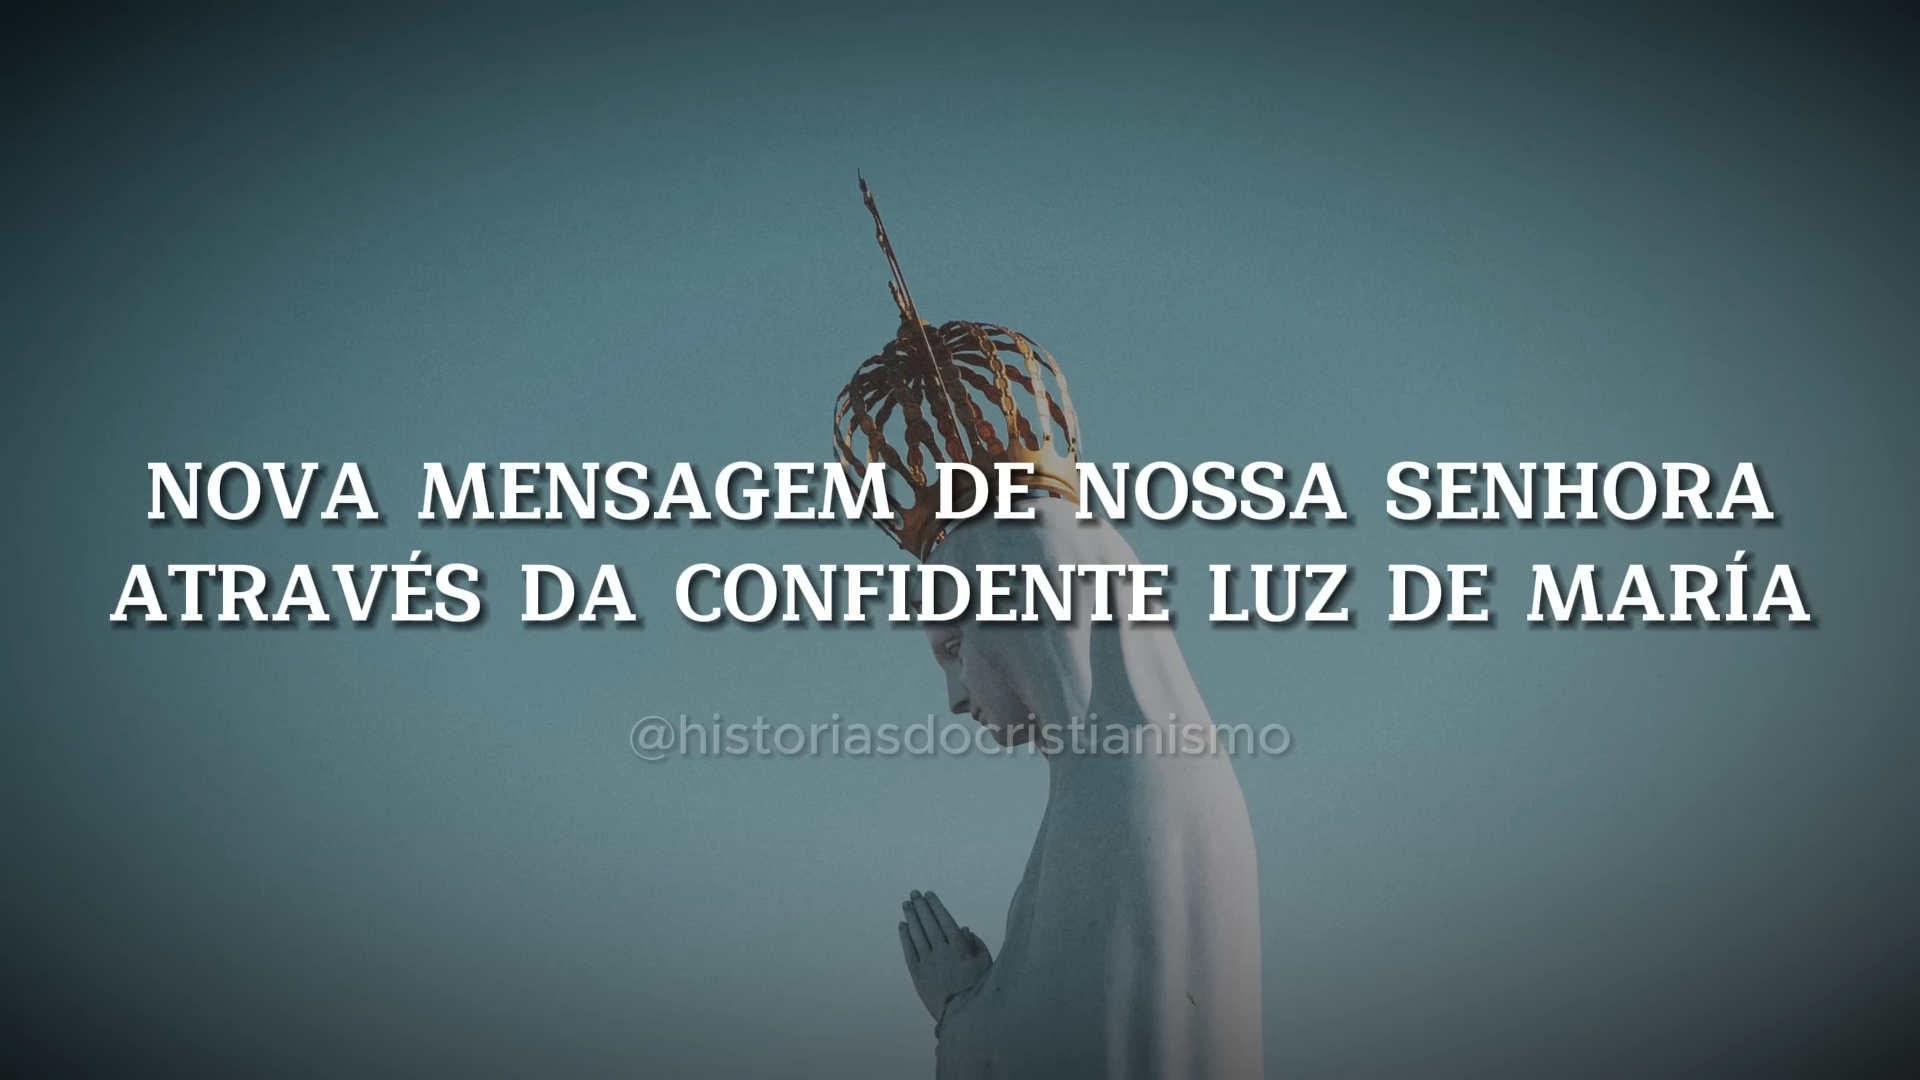 NOVA MENSAGEM DE NOSSA SENHORA
ATRAVÉS DA CONFIDENTE LUZ DE MARÍA
@historiasdocristianismo